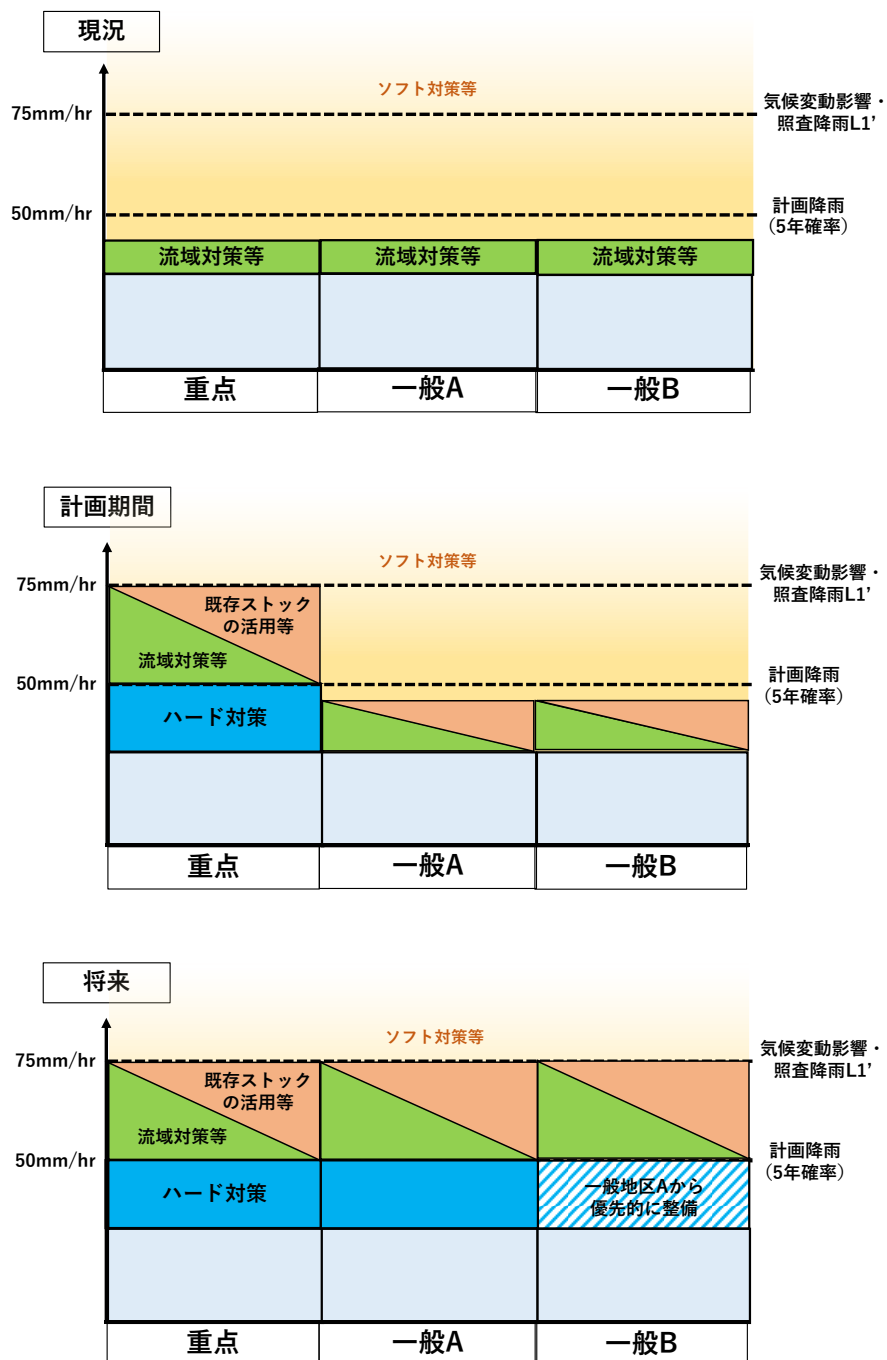 現況
ソフト対策等
75mm/hr
気候変動影響・
照査降雨L1’
50mm/hr
計画降雨
（5年確率）
流域対策等
流域対策等
流域対策等
重点
一般A
一般B
計画期間
ソフト対策等
75mm/hr
気候変動影響・
照査降雨L1’
既存ストック
の活用等
流域対策等
50mm/hr
計画降雨
（5年確率）
ハード対策
重点
一般A
一般B
将来
ソフト対策等
75mm/hr
気候変動影響・
照査降雨L1’
既存ストック
の活用等
流域対策等
50mm/hr
計画降雨
（5年確率）
ハード対策
一般地区Aから
優先的に整備
重点
一般A
一般B